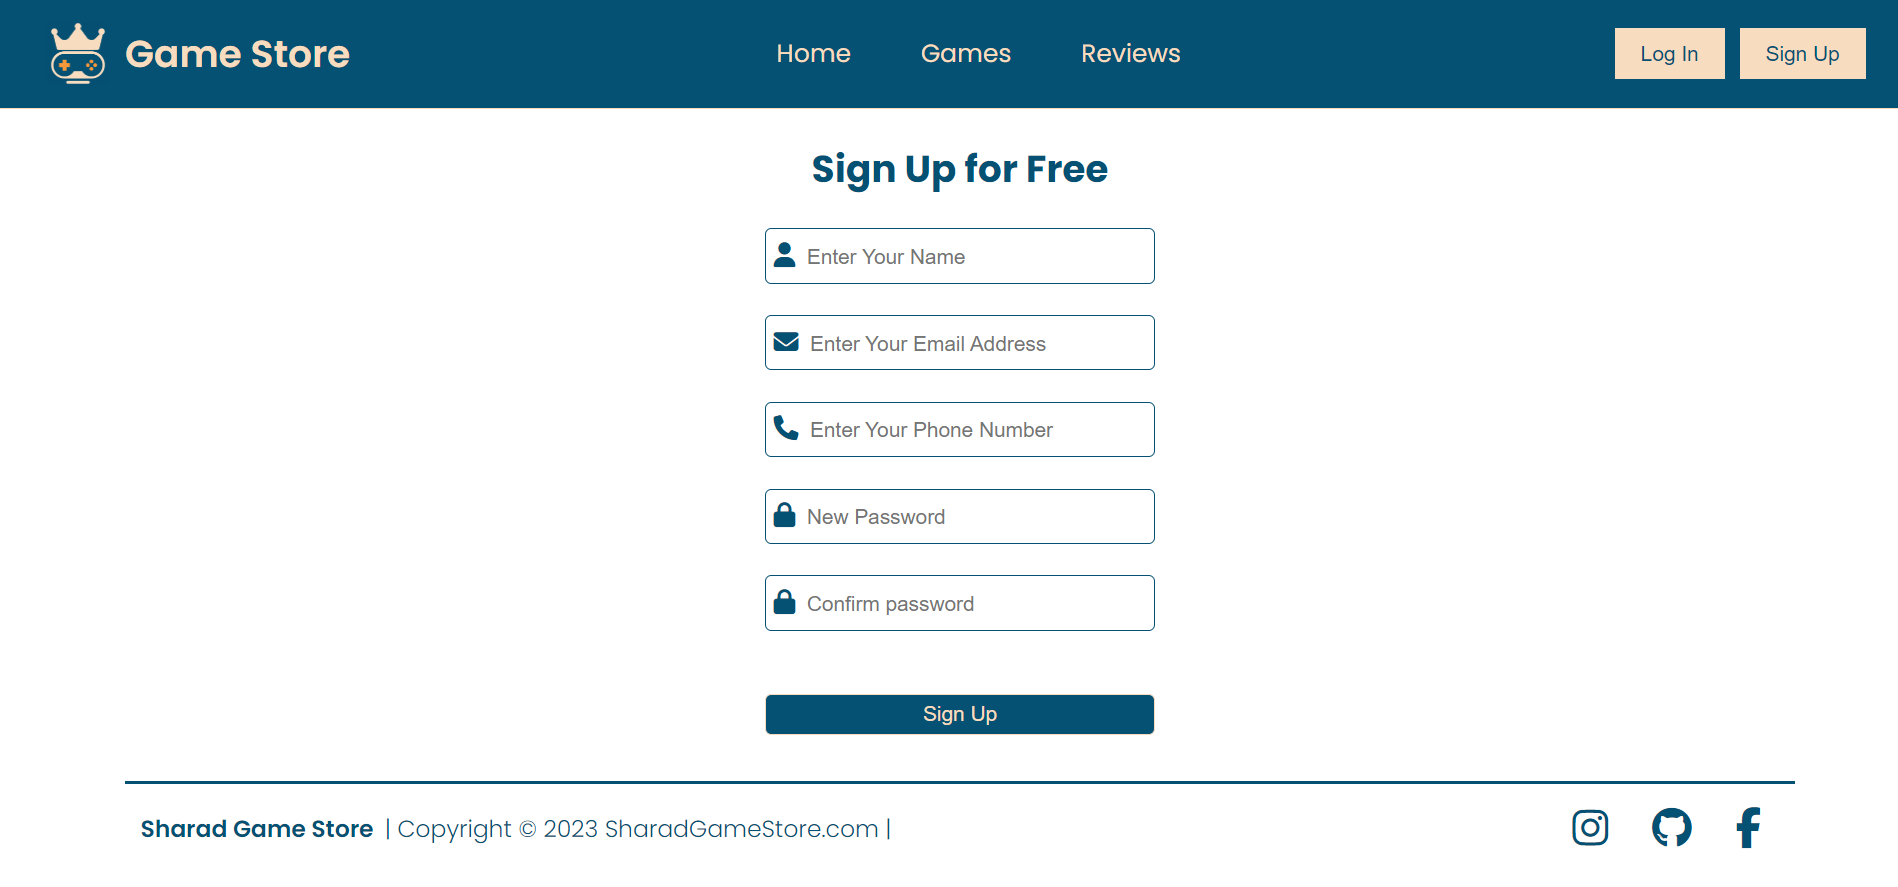 Game Store
Home Games Reviews
Log In Sign Up
Sign Up for Free
Enter Your Name
Enter Your Email Address
Enter Your Phone Number
New Password
Confirm password
Sign Up
Sharad Game Store | Copyright © 2023 SharadGameStore.com |